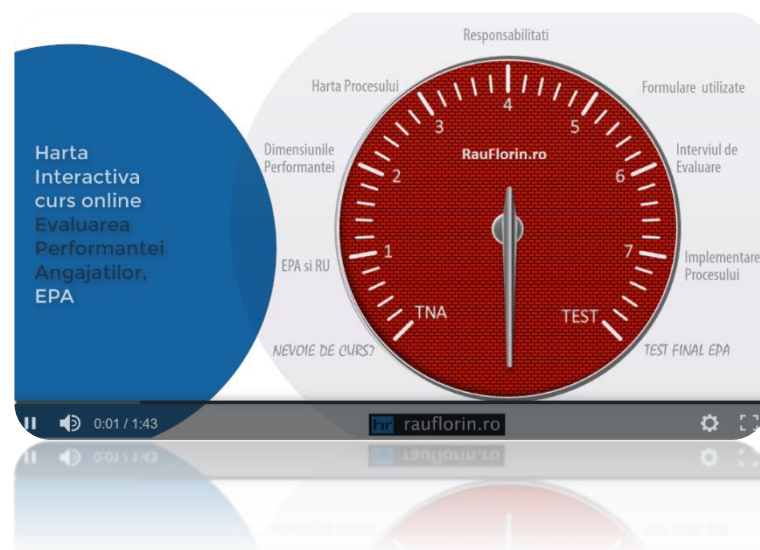 Harta
Interactiva
curs online
Evaluarea
Performantei
Angajatilor,
EPA
Responsabilitati
Harta Procesului
Formulare utilizate
Dimensiunile
Performantei
Interviul de
Evaluare
EPA si RU
Implementare
Procesului
NEVOIE DE CURS?
TEST FINAL EPA
RauFlorin.ro
TNA
1
2
3
4
5
6
7
TEST
0:01 / 1:43
hr rauflorin.ro